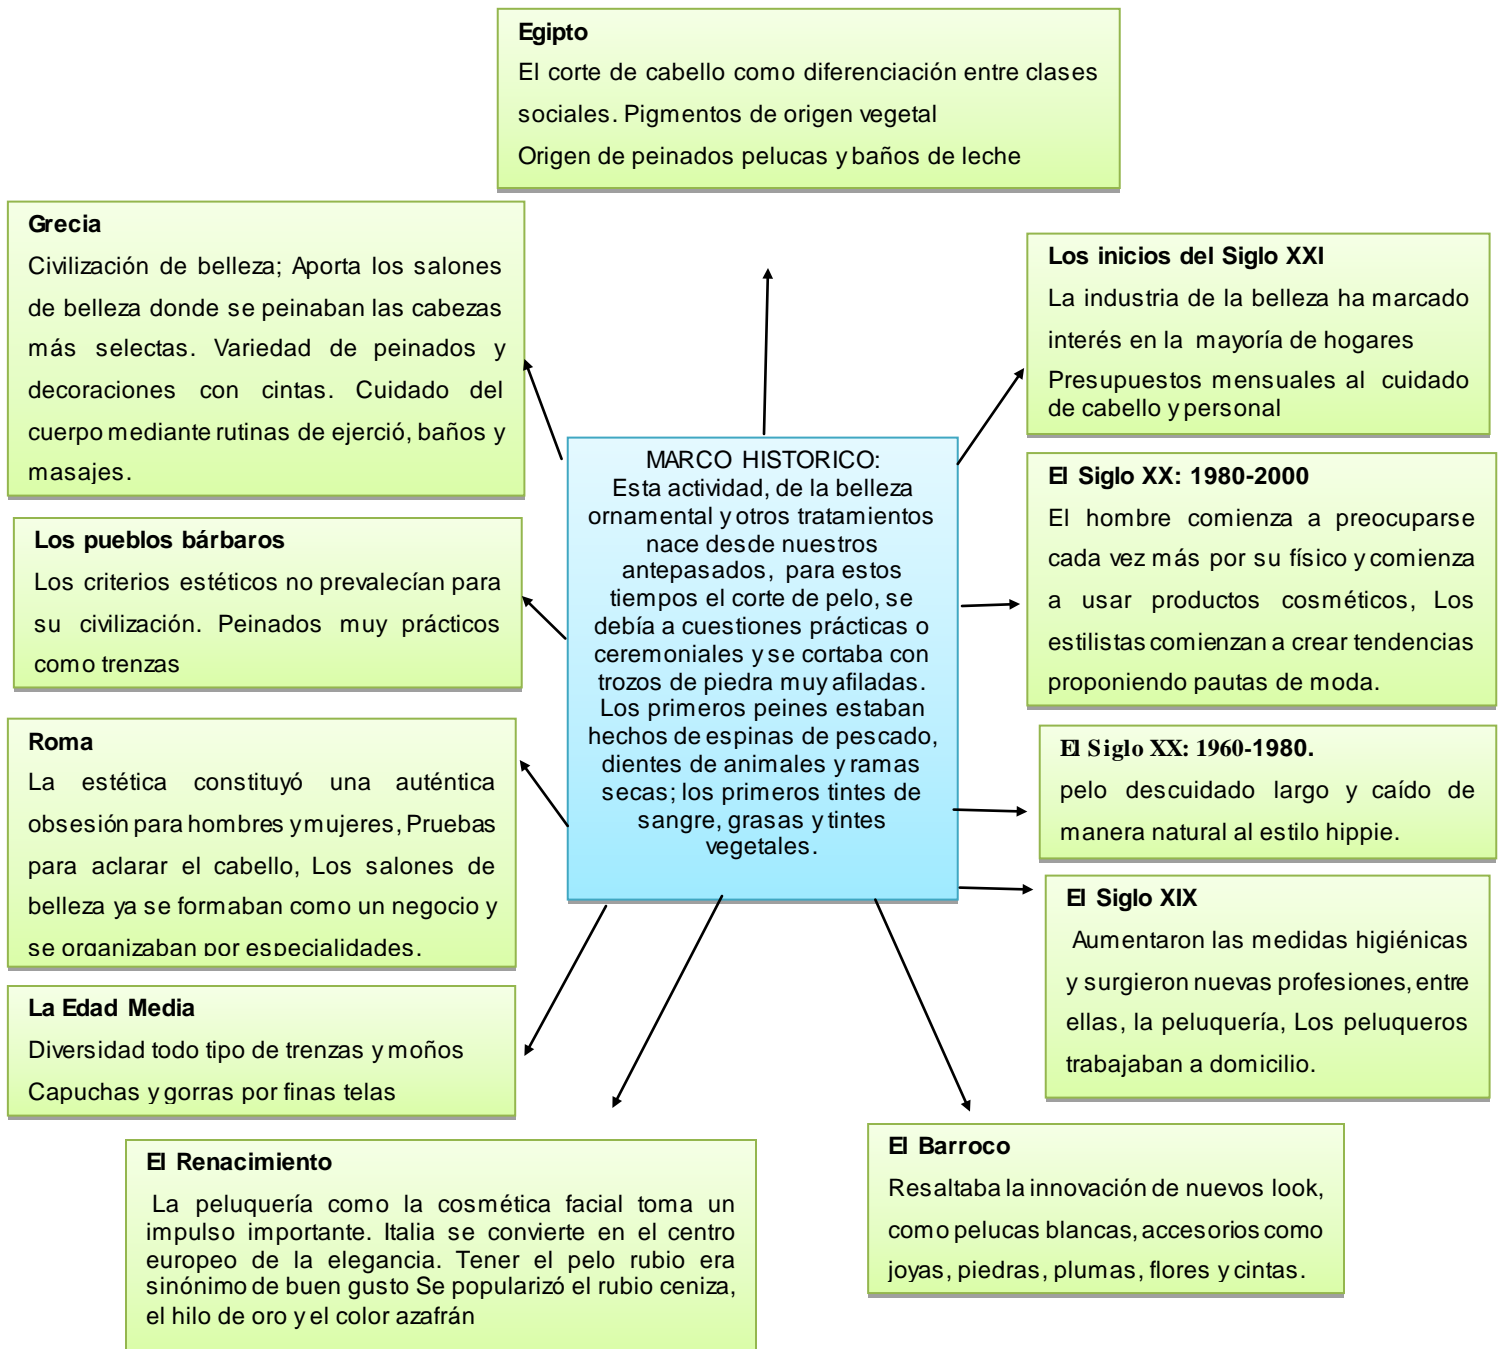 Egipto
El corte de cabello como diferenciación entre clases
sociales. Pigmentos de origen vegetal
Origen de peinados pelucas y baños de leche
Grecia
Civilización de belleza; Aporta los salones
de belleza donde se peinaban las cabezas
más selectas. Variedad de peinados y
decoraciones con cintas. Cuidado del
cuerpo mediante rutinas de ejerció, baños y
masajes.
Los pueblos bárbaros
Los criterios estéticos no prevalecían para
su civilización. Peinados muy prácticos
como trenzas
Roma
La estética constituyó una auténtica
obsesión para hombres y mujeres, Pruebas
para aclarar el cabello, Los salones de
belleza ya se formaban como un negocio y
se organizaban por especialidades.
La Edad Media
Diversidad todo tipo de trenzas y moños
Capuchas y gorras por finas telas
El Renacimiento
La peluquería como la cosmética facial toma un
impulso importante. Italia se convierte en el centro
europeo de la elegancia. Tener el pelo rubio era
sinónimo de buen gusto Se popularizó el rubio ceniza,
el hilo de oro y el color azafrán
MARCO HISTORICO:
Esta actividad, de la belleza
ornamental y otros tratamientos
nace desde nuestros
antepasados, para estos
tiempos el corte de pelo, se
debía a cuestiones prácticas o
ceremoniales y se cortaba con
trozos de piedra muy afiladas.
Los primeros peines estaban
hechos de espinas de pescado,
dientes de animales y ramas
secas; los primeros tintes de
sangre, grasas y tintes
vegetales.
Los inicios del Siglo XXI
La industria de la belleza ha marcado
interés en la mayoría de hogares
Presupuestos mensuales al cuidado
de cabello y personal
El Siglo XX: 1980-2000
El hombre comienza a preocuparse
cada vez más por su físico y comienza
a usar productos cosméticos, Los
estilistas comienzan a crear tendencias
proponiendo pautas de moda.
El Siglo XX: 1960-1980.
pelo descuidado largo y caído de
manera natural al estilo hippie.
El Siglo XIX
Aumentaron las medidas higiénicas
y surgieron nuevas profesiones, entre
ellas, la peluquería, Los peluqueros
trabajaban a domicilio.
El Barroco
Resaltaba la innovación de nuevos look,
como pelucas blancas, accesorios como
joyas, piedras, plumas, flores y cintas.